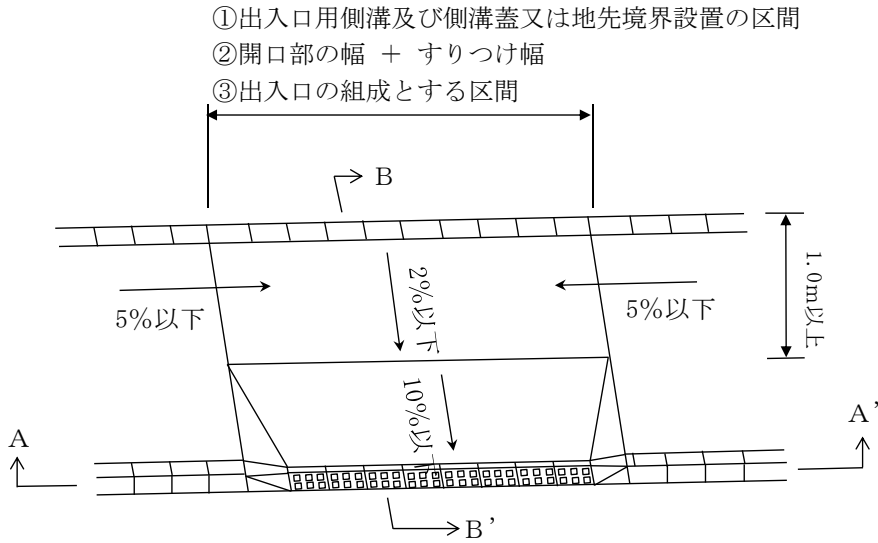 ①出入口用側溝及び側溝蓋又は地先境界設置の区間
②開口部の幅 + すりつけ幅
③出入口の組成とする区間
B
5%以下
2%以下
5%以下
1.0m以上
10%以下
A
A'
B'